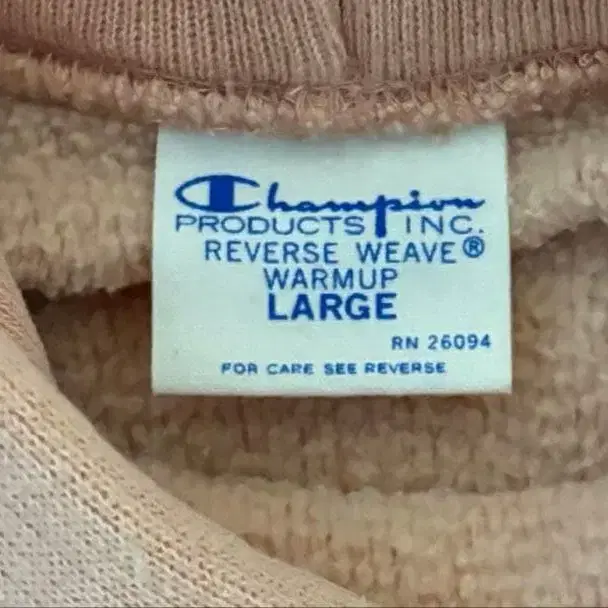 Champion
PRODUCTS INC.
REVERSE WEAVE®
WARMUP
LARGE
RN 26094
FOR CARE SEE REVERSE